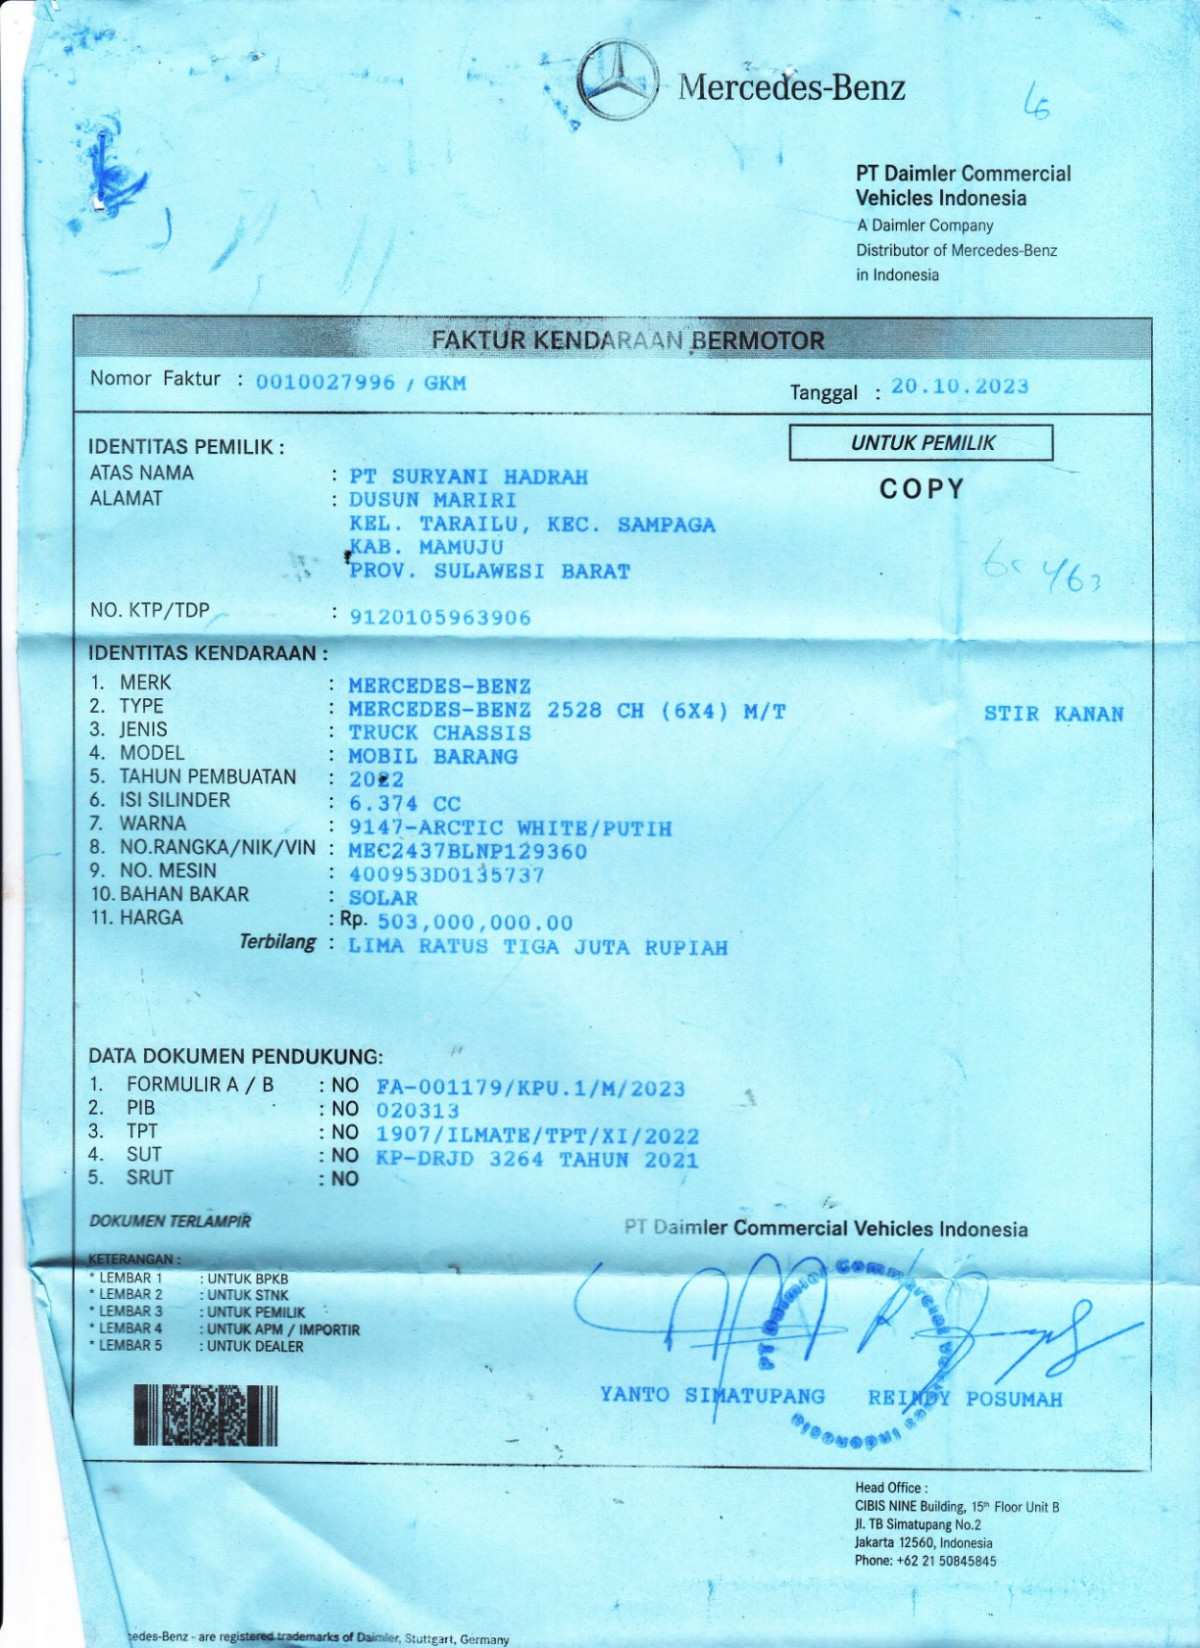 Mercedes-Benz
PT Daimler Commercial
Vehicles Indonesia
A Daimler Company
Distributor of Mercedes-Benz
in Indonesia
FAKTUR KENDARAAN BERMOTOR
Nomor Faktur : 0010027996 / GKM
Tanggal : 20.10.2023
IDENTITAS PEMILIK :
UNTUK PEMILIK
COPY
ATAS NAMA : PT SURYANI HADRAH
ALAMAT : DUSUN MARIRI
KEL. TARAILU, KEC. SAMPAGA
KAB. MAMUJU
PROV. SULAWESI BARAT
NO. KTP/TDP : 9120105963906
IDENTITAS KENDARAAN :
1. MERK : MERCEDES-BENZ
2. TYPE : MERCEDES-BENZ 2528 CH (6X4) M/T STIR KANAN
3. JENIS : TRUCK CHASSIS
4. MODEL : MOBIL BARANG
5. TAHUN PEMBUATAN : 2022
6. ISI SILINDER : 6.374 CC
7. WARNA : 9147-ARCTIC WHITE/PUTIH
8. NO.RANGKA/NIK/VIN : MEC2437BLNP129360
9. NO. MESIN : 400953D0135737
10. BAHAN BAKAR : SOLAR
11. HARGA : Rp. 503,000,000.00
Terbilang : LIMA RATUS TIGA JUTA RUPIAH
DATA DOKUMEN PENDUKUNG:
1. FORMULIR A / B : NO FA-001179/KPU.1/M/2023
2. PIB : NO 020313
3. TPT : NO 1907/ILMATE/TPT/XI/2022
4. SUT : NO KP-DRJD 3264 TAHUN 2021
5. SRUT : NO
DOKUMEN TERLAMPIR
PT Daimler Commercial Vehicles Indonesia
KETERANGAN :
* LEMBAR 1 : UNTUK BPKB
* LEMBAR 2 : UNTUK STNK
* LEMBAR 3 : UNTUK PEMILIK
* LEMBAR 4 : UNTUK APM / IMPORTIR
* LEMBAR 5 : UNTUK DEALER
PT Daimler Commercial Vehicles Indonesia
YANTO SIMATUPANG REINDY POSUMAH
Head Office :
CIBIS NINE Building, 15th Floor Unit B
Jl. TB Simatupang No.2
Jakarta 12560, Indonesia
Phone: +62 21 50845845
edes-Benz - are registered trademarks of Daimler, Stuttgart, Germany